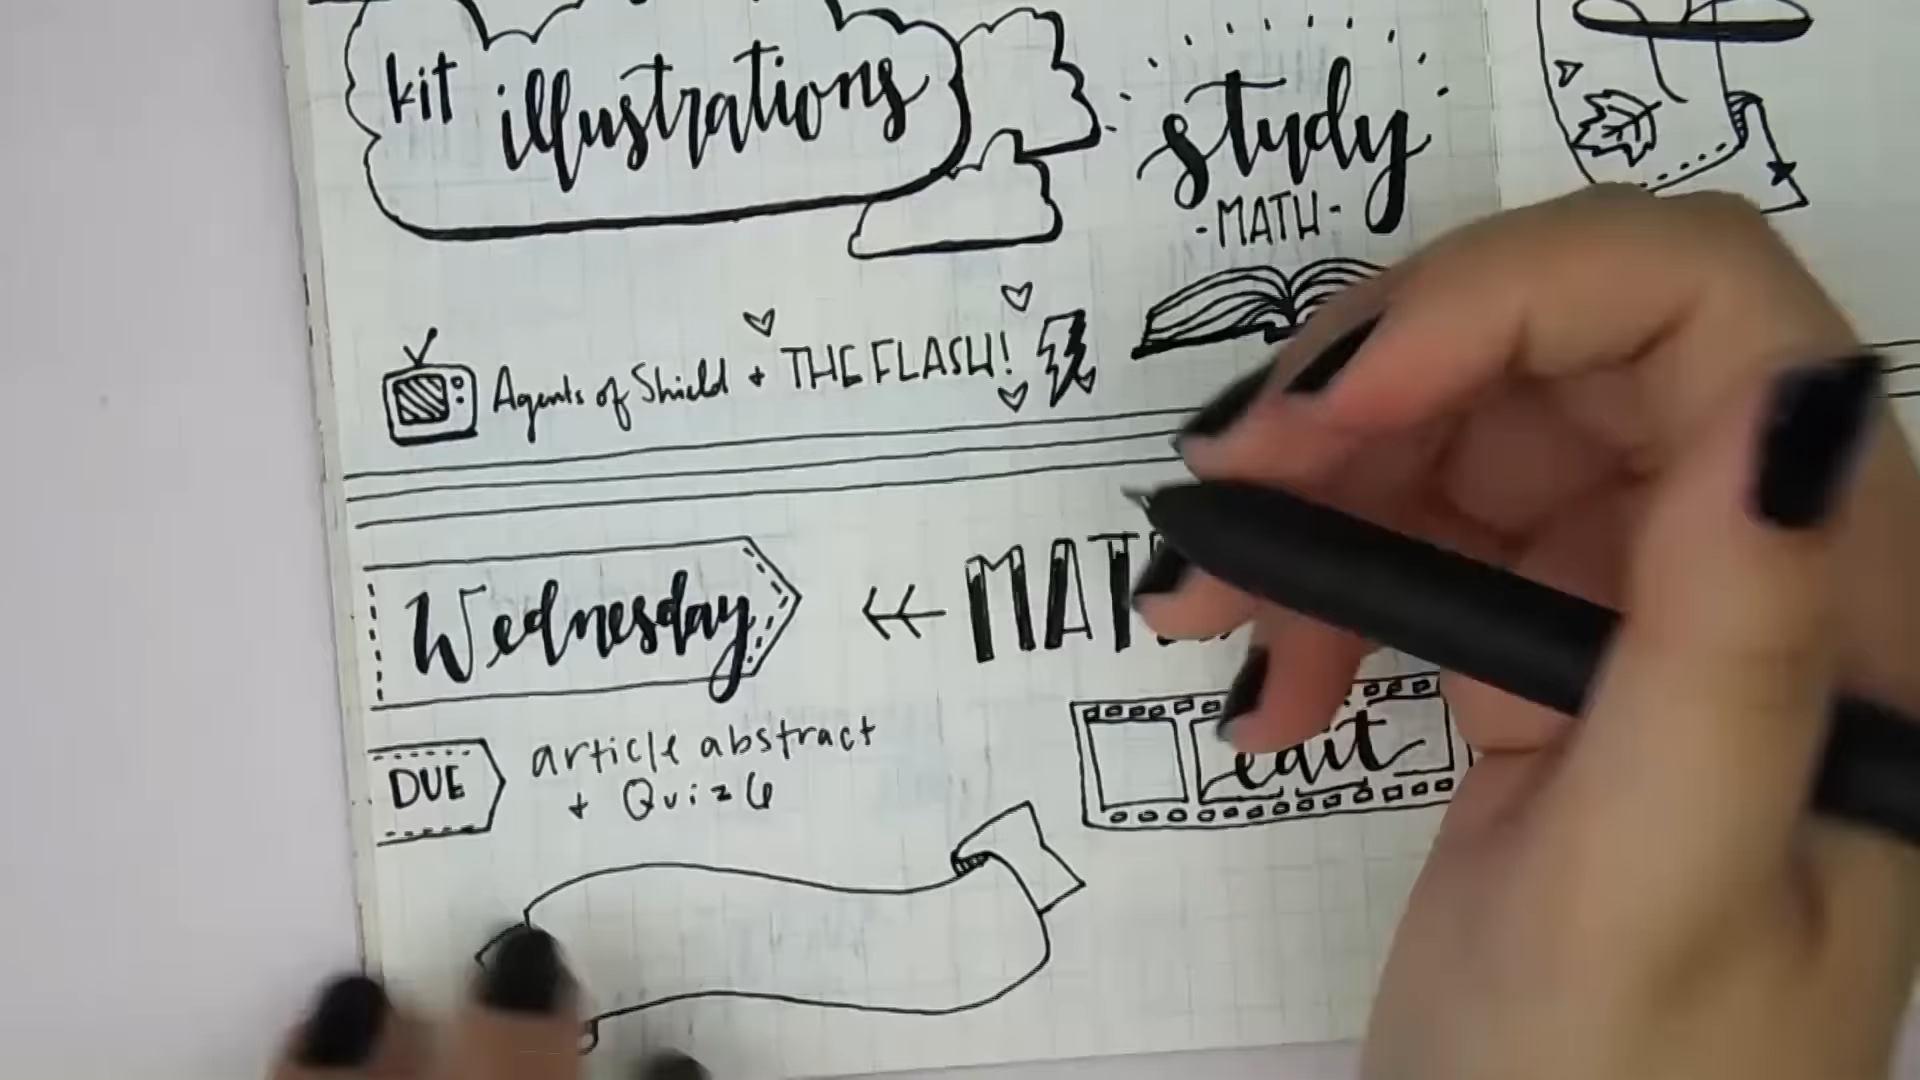 kit illustrations
study
-MATH-
Agents of Shield + THE FLASH!
Wednesday
MAT
DUE
article abstract
+ Quiz 6
edit